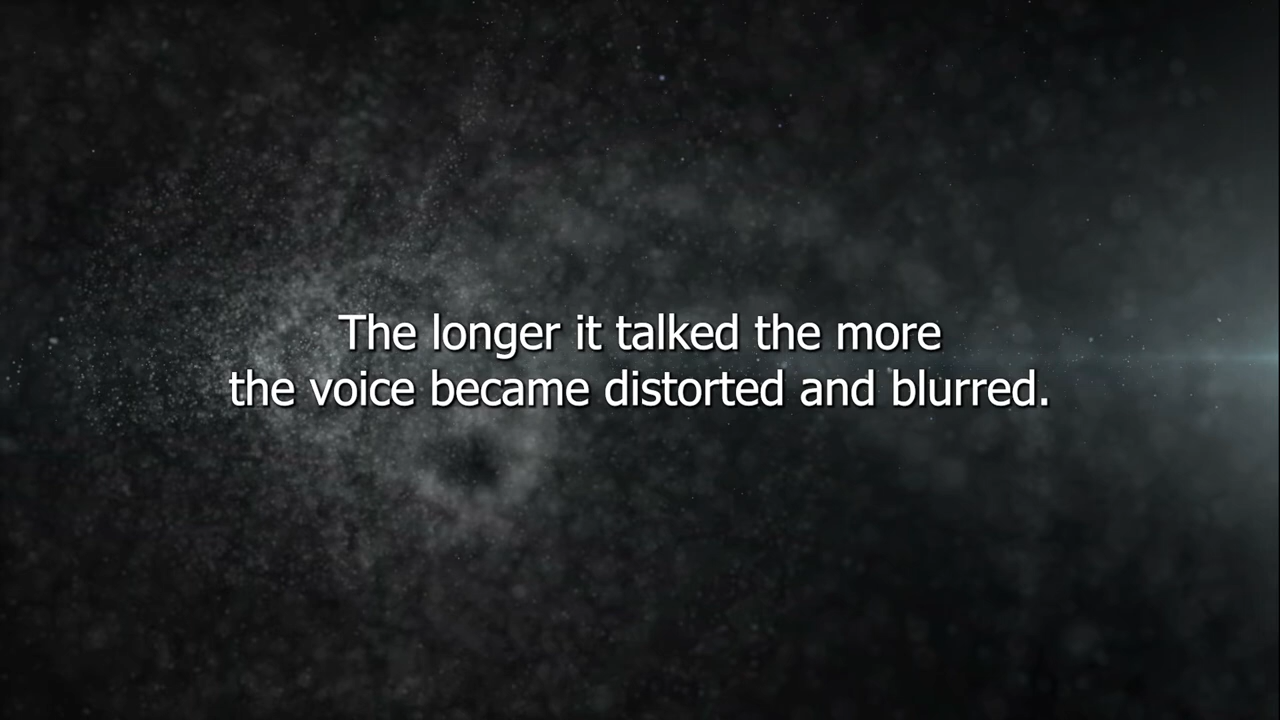 The longer it talked the more
the voice became distorted and blurred.